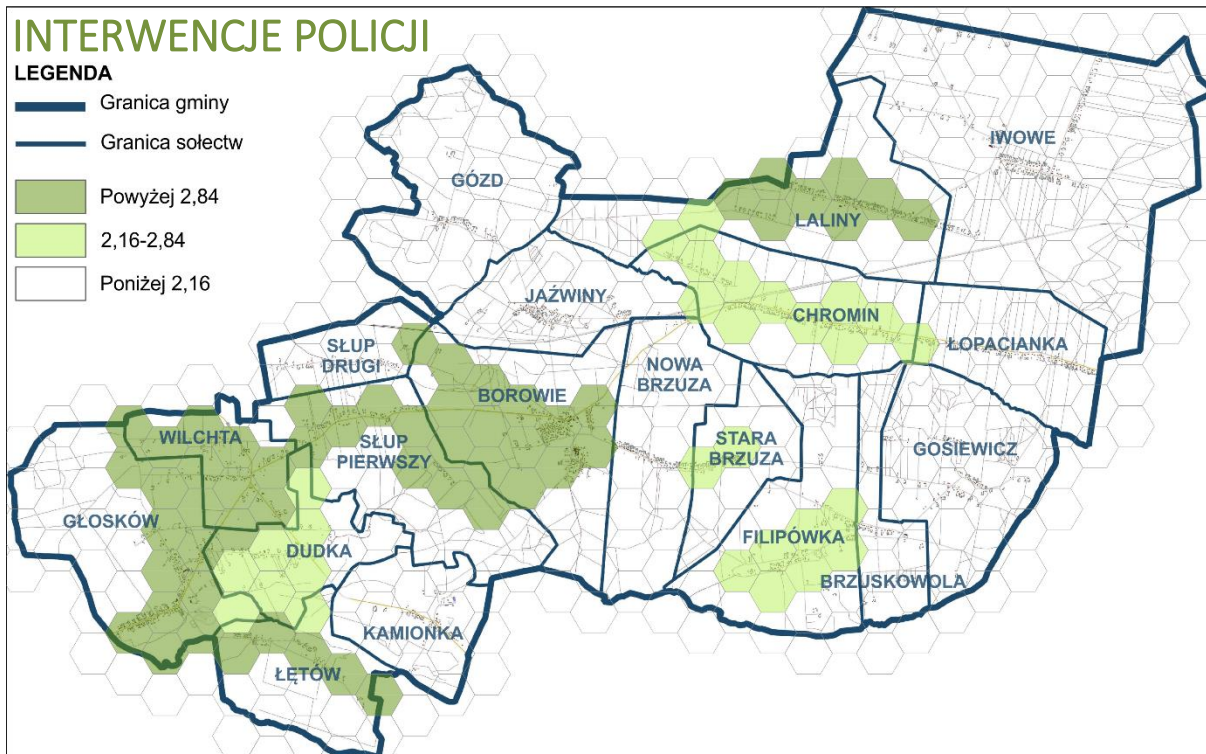 INTERWENCJE POLICJI
LEGENDA
Granica gminy
Granica sołectw
Powyżej 2,84
2,16-2,84
Poniżej 2,16
IWOWE
GÓZD
LALINY
JAŹWINY
CHROMIN
ŁOPACIANKA
SŁUP
DRUGI
NOWA
BRZUZA
BOROWIE
WILCHTA
SŁUP
PIERWSZY
STARA
BRZUZA
GOSIEWICZ
GŁOSKÓW
DUDKA
FILIPÓWKA
BRZUSKOWOLA
KAMIONKA
ŁĘTÓW